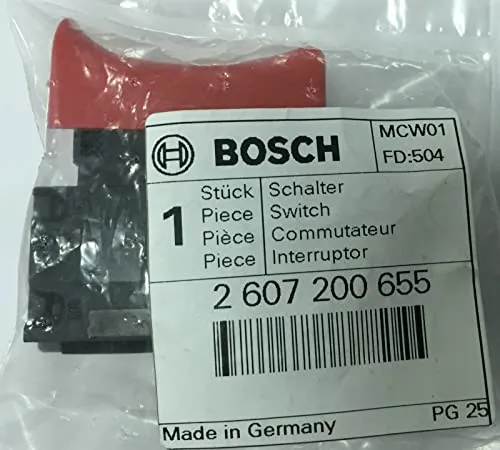 BOSCH
MCW01
FD:504
1
Stück Schalter
Piece Switch
Pièce Commutateur
Piece Interruptor
2 607 200 655
Made in Germany PG 25